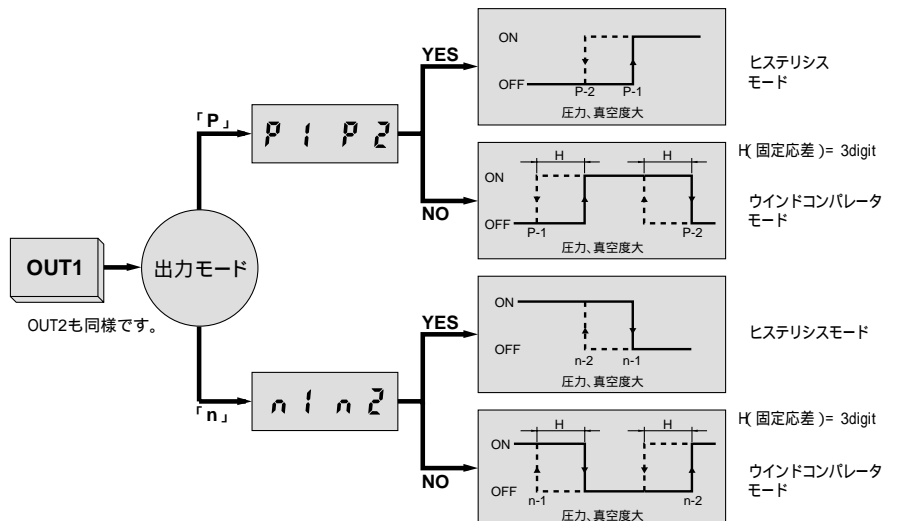 OUT1
OUT2も同様です。
出力モード
「P」
P1 P2
YES
ON
OFF
P-2
P-1
圧力、真空度大
ヒステリシス
モード
NO
H
H
ON
OFF
P-1
P-2
圧力、真空度大
H(固定応差)= 3digit
ウインドコンパレータ
モード
「n」
n1 n2
YES
ON
OFF
n-2
n-1
圧力、真空度大
ヒステリシスモード
NO
H
H
ON
OFF
n-1
n-2
圧力、真空度大
H(固定応差)= 3digit
ウインドコンパレータ
モード